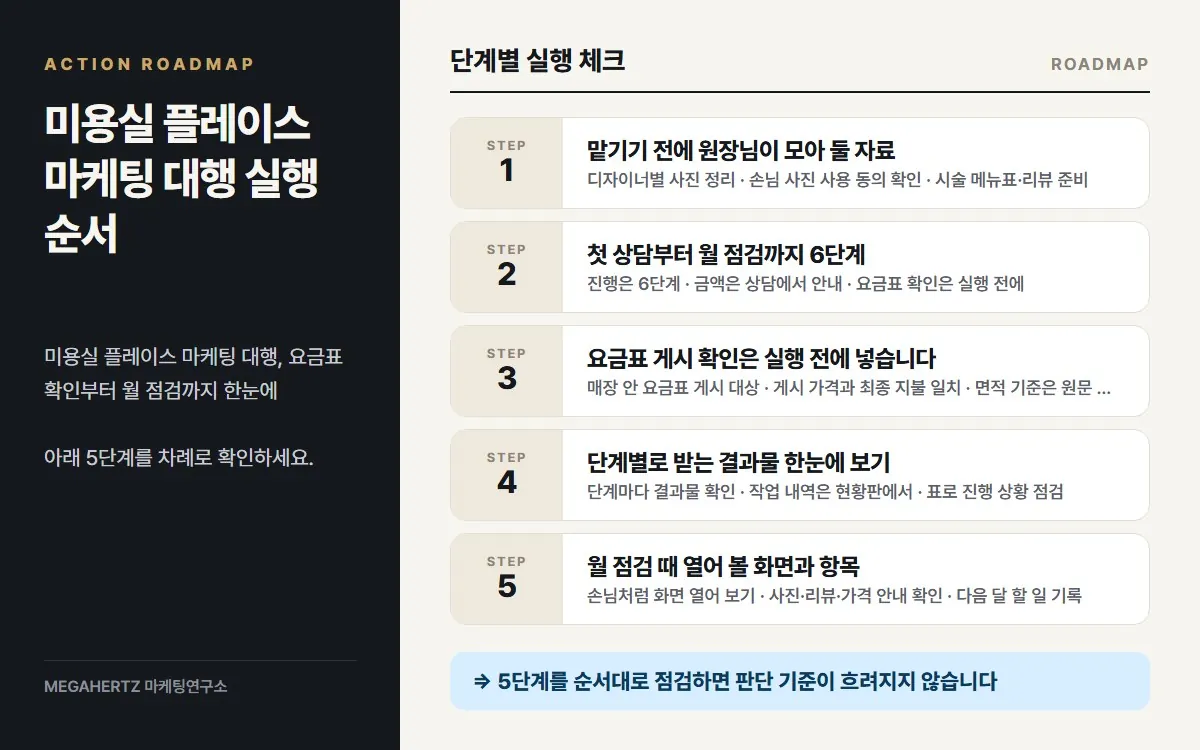 ACTION ROADMAP
미용실 플레이스
마케팅 대행 실행
순서
미용실 플레이스 마케팅 대행, 요금표
확인부터 월 점검까지 한눈에
아래 5단계를 차례로 확인하세요.
MEGAHERTZ 마케팅연구소
단계별 실행 체크
ROADMAP
STEP
1
맡기기 전에 원장님이 모아 둘 자료
디자이너별 사진 정리 · 손님 사진 사용 동의 확인 · 시술 메뉴표·리뷰 준비
STEP
2
첫 상담부터 월 점검까지 6단계
진행은 6단계 · 금액은 상담에서 안내 · 요금표 확인은 실행 전에
STEP
3
요금표 게시 확인은 실행 전에 넣습니다
매장 안 요금표 게시 대상 · 게시 가격과 최종 지불 일치 · 면적 기준은 원문 ...
STEP
4
단계별로 받는 결과물 한눈에 보기
단계마다 결과물 확인 · 작업 내역은 현황판에서 · 표로 진행 상황 점검
STEP
5
월 점검 때 열어 볼 화면과 항목
손님처럼 화면 열어 보기 · 사진·리뷰·가격 안내 확인 · 다음 달 할 일 기록
→ 5단계를 순서대로 점검하면 판단 기준이 흐려지지 않습니다